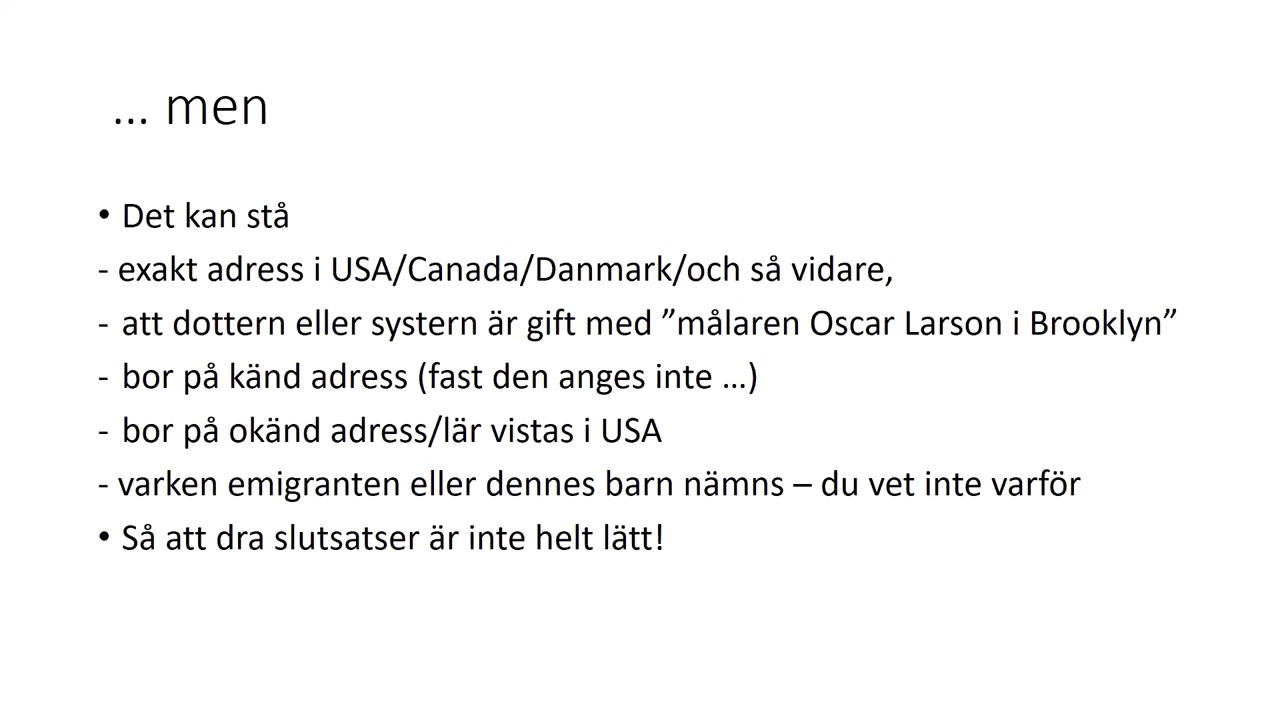 ... men
• Det kan stå
- exakt adress i USA/Canada/Danmark/och så vidare,
- att dottern eller systern är gift med ”målaren Oscar Larson i Brooklyn”
- bor på känd adress (fast den anges inte ...)
- bor på okänd adress/lär vistas i USA
- varken emigranten eller dennes barn nämns – du vet inte varför
• Så att dra slutsatser är inte helt lätt!